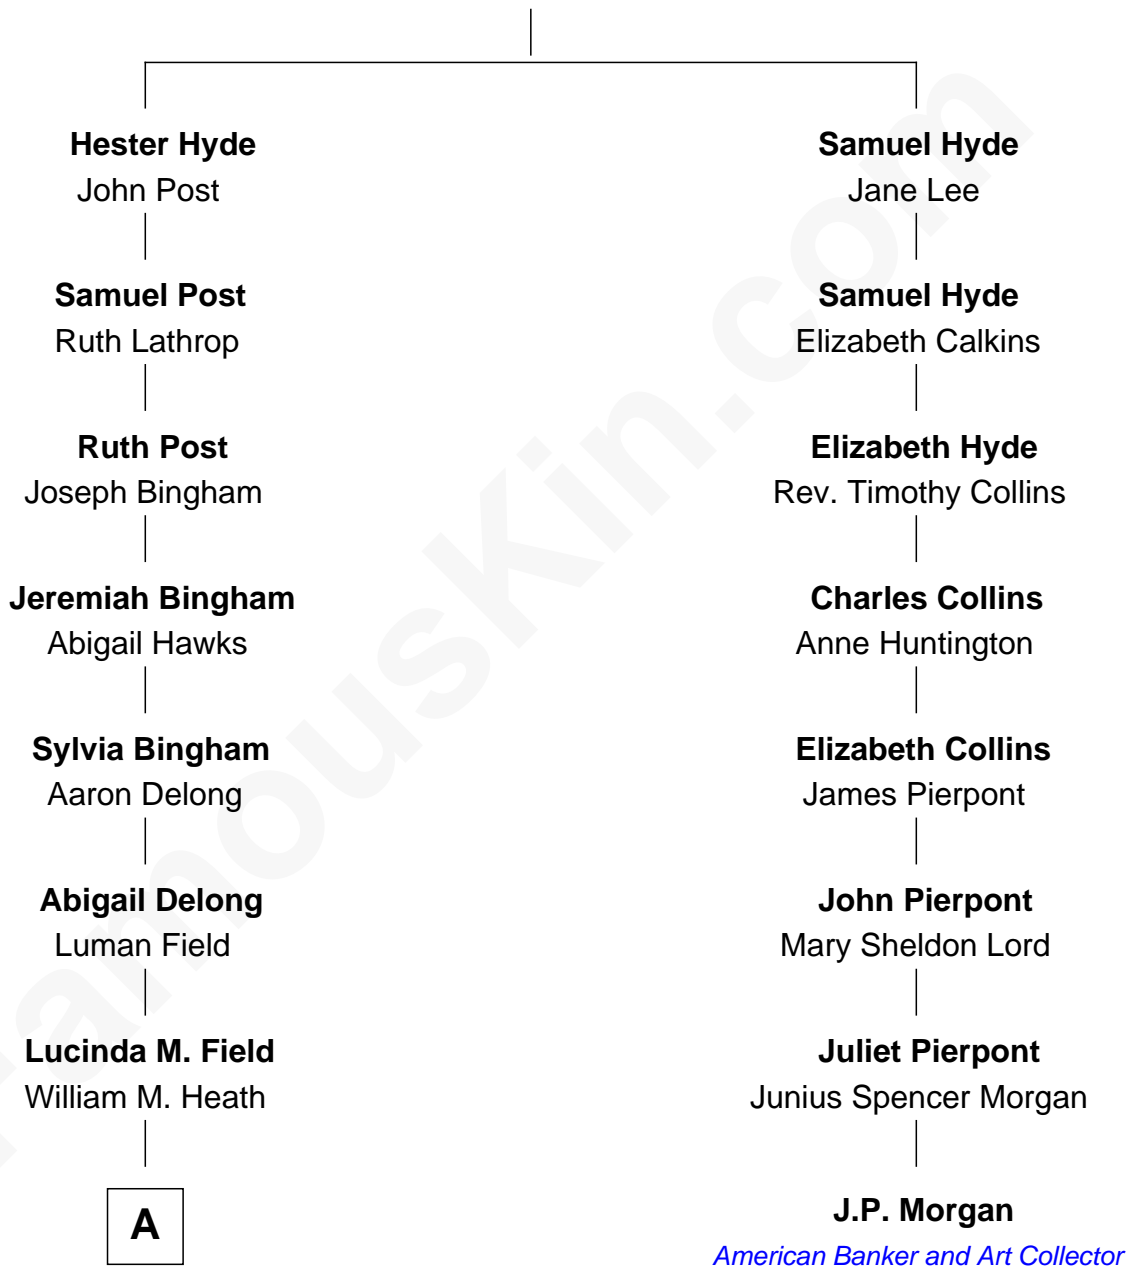 Hester Hyde
John Post
Samuel Post
Ruth Lathrop
Ruth Post
Joseph Bingham
Jeremiah Bingham
Abigail Hawks
Sylvia Bingham
Aaron Delong
Abigail Delong
Luman Field
Lucinda M. Field
William M. Heath
A
Samuel Hyde
Jane Lee
Samuel Hyde
Elizabeth Calkins
Elizabeth Hyde
Rev. Timothy Collins
Charles Collins
Anne Huntington
Elizabeth Collins
James Pierpont
John Pierpont
Mary Sheldon Lord
Juliet Pierpont
Junius Spencer Morgan
J.P. Morgan
American Banker and Art Collector
FamousKin.com